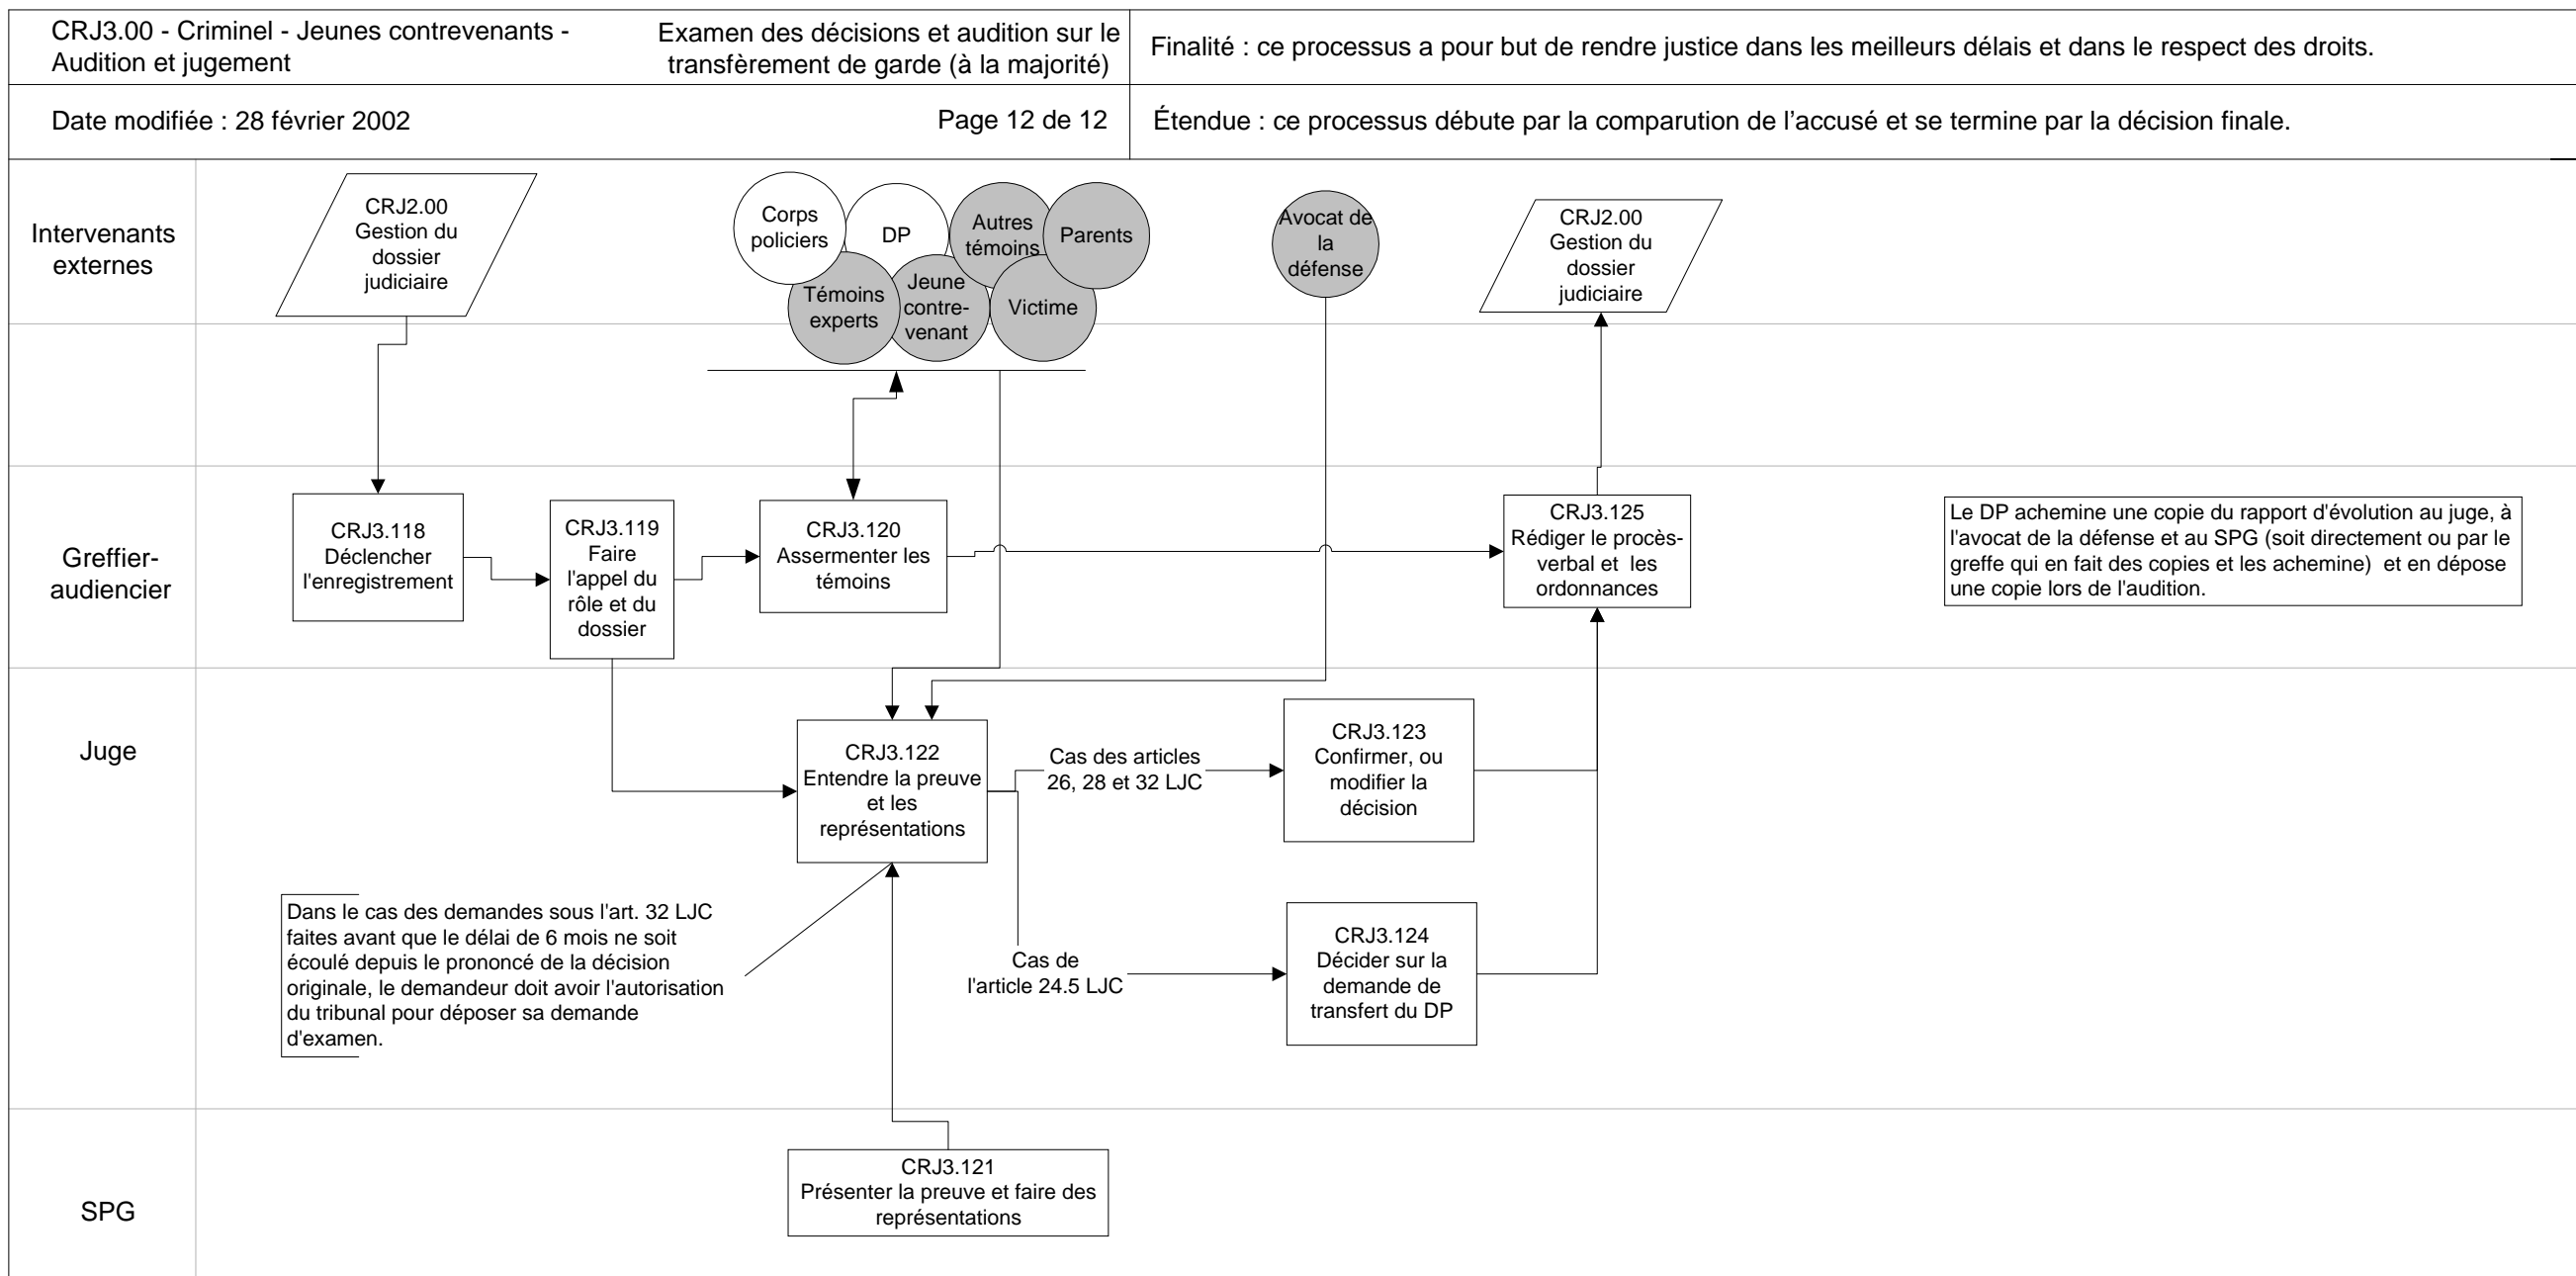 CRJ3.00 - Criminel - Jeunes contrevenants -
Audition et jugement
Examen des décisions et audition sur le
transfèrement de garde (à la majorité)
Finalité : ce processus a pour but de rendre justice dans les meilleurs délais et dans le respect des droits.
Date modifiée : 28 février 2002
Page 12 de 12
Étendue : ce processus débute par la comparution de l'accusé et se termine par la décision finale.
Intervenants
externes
CRJ2.00
Gestion du
dossier
judiciaire
Corps
policiers
DP
Autres
témoins
Parents
Témoins
experts
Jeune
contre-
venant
Victime
Avocat de
la
défense
CRJ2.00
Gestion du
dossier
judiciaire
Greffier-
audiencier
CRJ3.118
Déclencher
l'enregistrement
CRJ3.119
Faire
l'appel du
rôle et du
dossier
CRJ3.120
Assermenter les
témoins
CRJ3.125
Rédiger le procès-
verbal et les
ordonnances
Le DP achemine une copie du rapport d'évolution au juge, à
l'avocat de la défense et au SPG (soit directement ou par le
greffe qui en fait des copies et les achemine) et en dépose
une copie lors de l'audition.
Juge
CRJ3.122
Entendre la preuve
et les
représentations
Cas des articles
26, 28 et 32 LJC
CRJ3.123
Confirmer, ou
modifier la
décision
Dans le cas des demandes sous l'art. 32 LJC
faites avant que le délai de 6 mois ne soit
écoulé depuis le prononcé de la décision
originale, le demandeur doit avoir l'autorisation
du tribunal pour déposer sa demande
d'examen.
Cas de
l'article 24.5 LJC
CRJ3.124
Décider sur la
demande de
transfert du DP
SPG
CRJ3.121
Présenter la preuve et faire des
représentations